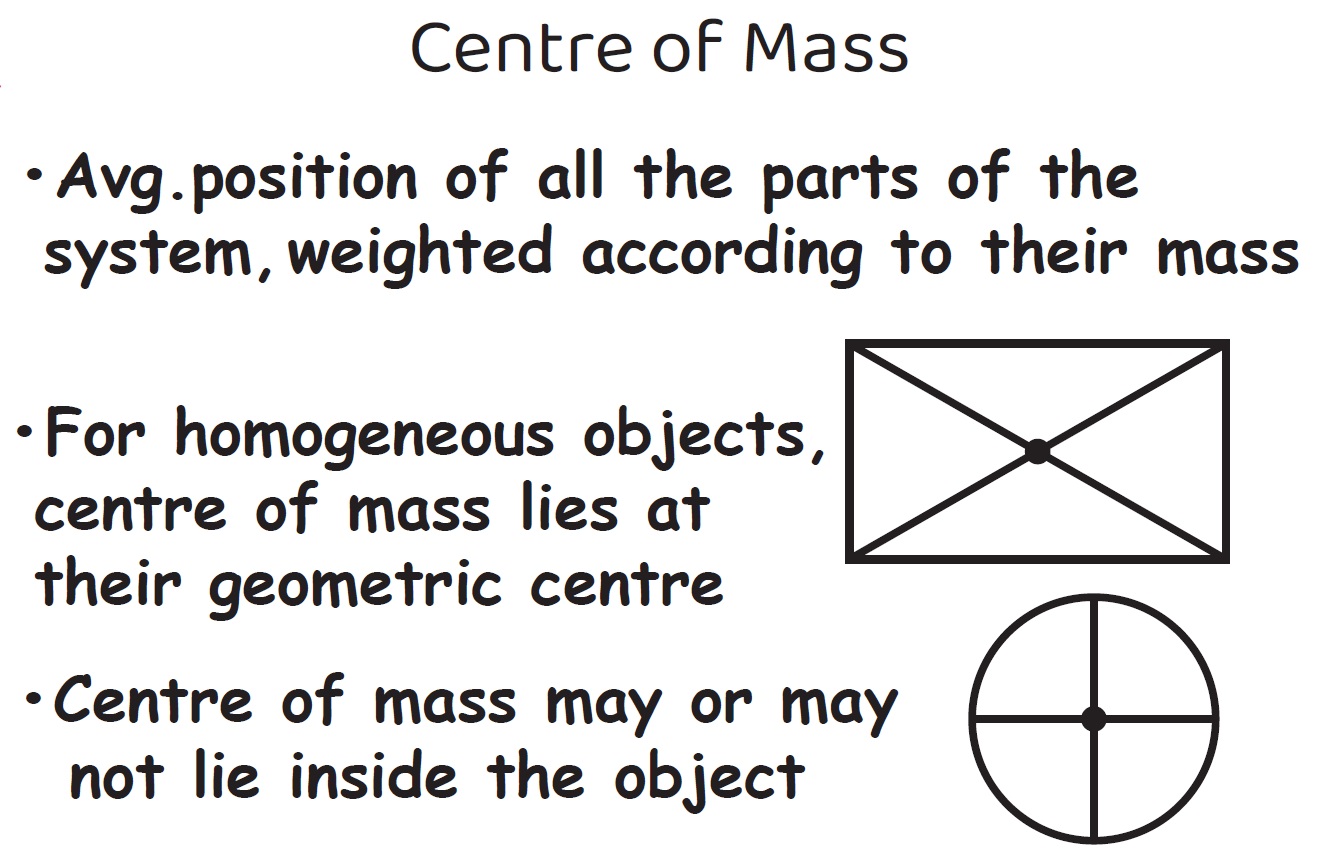 Centre of Mass
•Avg.position of all the parts of the
system, weighted according to their mass
•For homogeneous objects,
centre of mass lies at
their geometric centre
•Centre of mass may or may
not lie inside the object